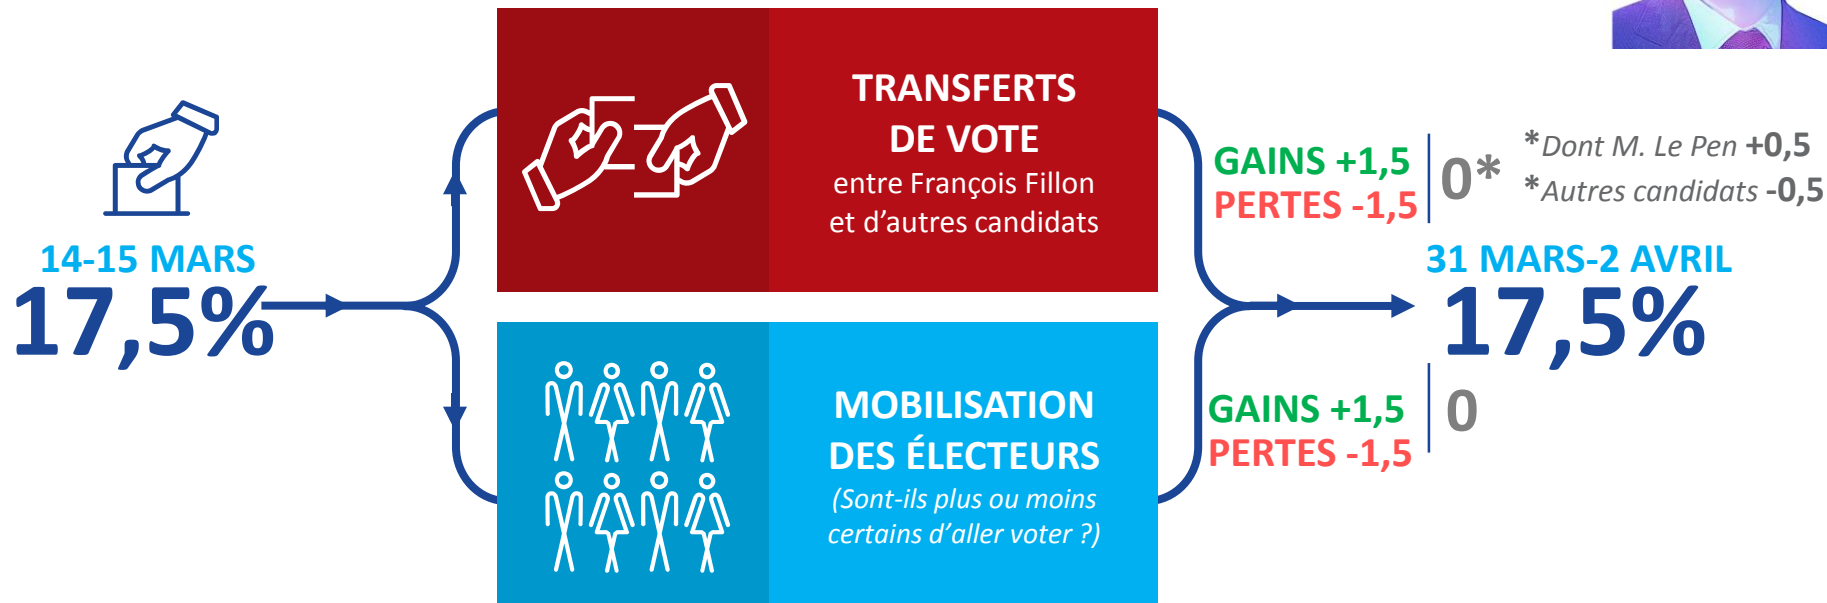 14-15 MARS
17,5%
TRANSFERTS
DE VOTE
entre François Fillon
et d'autres candidats
GAINS +1,5
PERTES -1,5
0*
*Dont M. Le Pen +0,5
*Autres candidats -0,5
31 MARS-2 AVRIL
17,5%
MOBILISATION
DES ÉLECTEURS
(Sont-ils plus ou moins
certains d'aller voter ?)
GAINS +1,5
PERTES -1,5
0